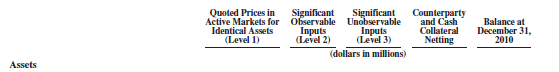 Quoted Prices in Active Markets for Identical Assets (Level 1)
Significant Observable Inputs (Level 2)
Significant Unobservable Inputs (Level 3)
Counterparty and Cash Collateral Netting
Balance at December 31, 2010
(dollars in millions)
Assets